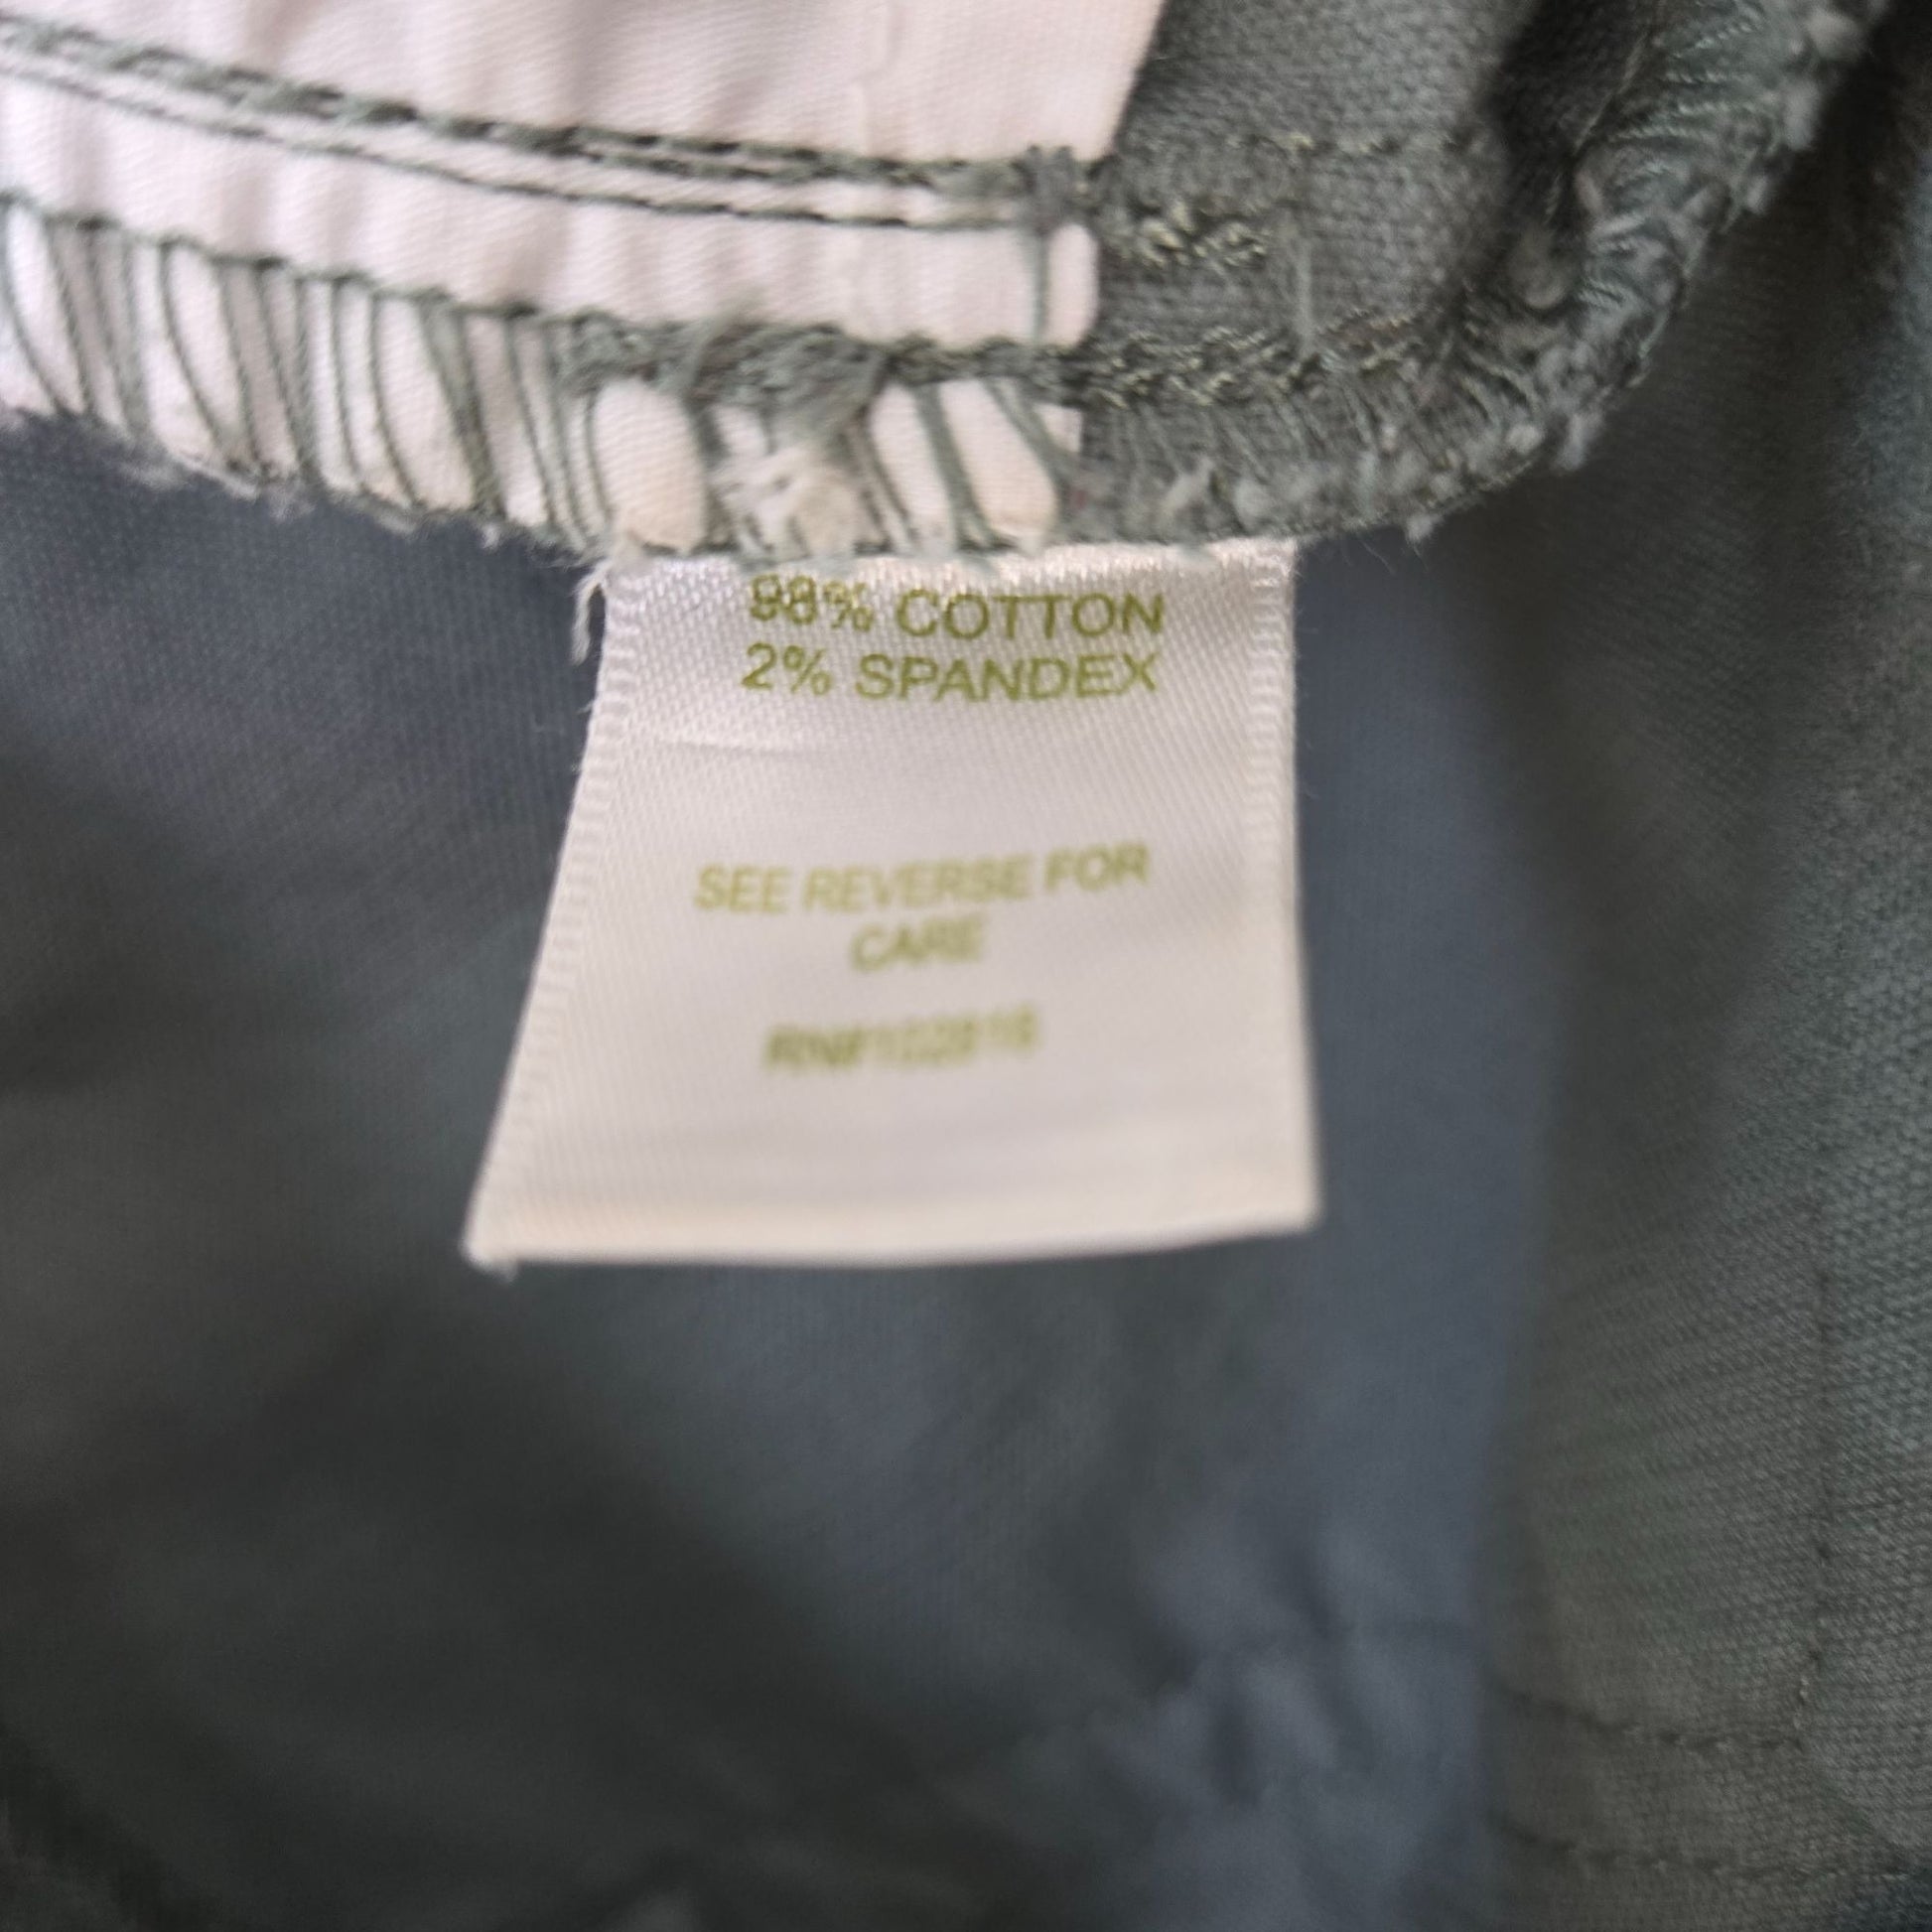 98% COTTON
2% SPANDEX
SEE REVERSE FOR
CARE